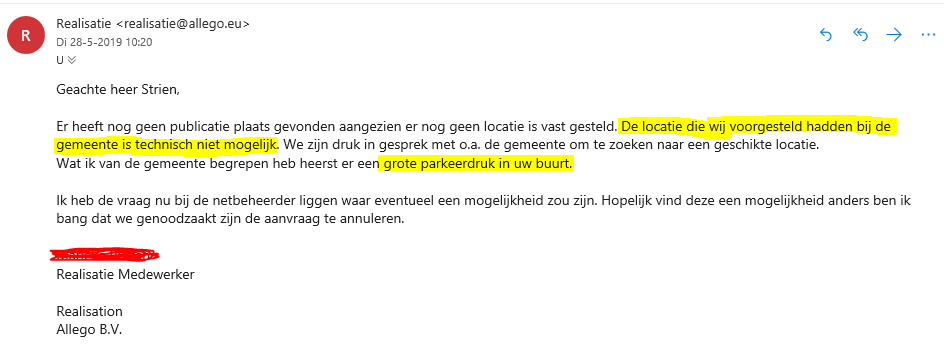 R
Realisatie <realisatie@allego.eu>
Di 28-5-2019 10:20
U
Geachte heer Strien,
Er heeft nog geen publicatie plaats gevonden aangezien er nog geen locatie is vast gesteld. De locatie die wij voorgesteld hadden bij de
gemeente is technisch niet mogelijk. We zijn druk in gesprek met o.a. de gemeente om te zoeken naar een geschikte locatie.
Wat ik van de gemeente begrepen heb heerst er een grote parkeerdruk in uw buurt.
Ik heb de vraag nu bij de netbeheerder liggen waar eventueel een mogelijkheid zou zijn. Hopelijk vind deze een mogelijkheid anders ben ik
bang dat we genoodzaakt zijn de aanvraag te annuleren.
Realisatie Medewerker
Realisation
Allego B.V.